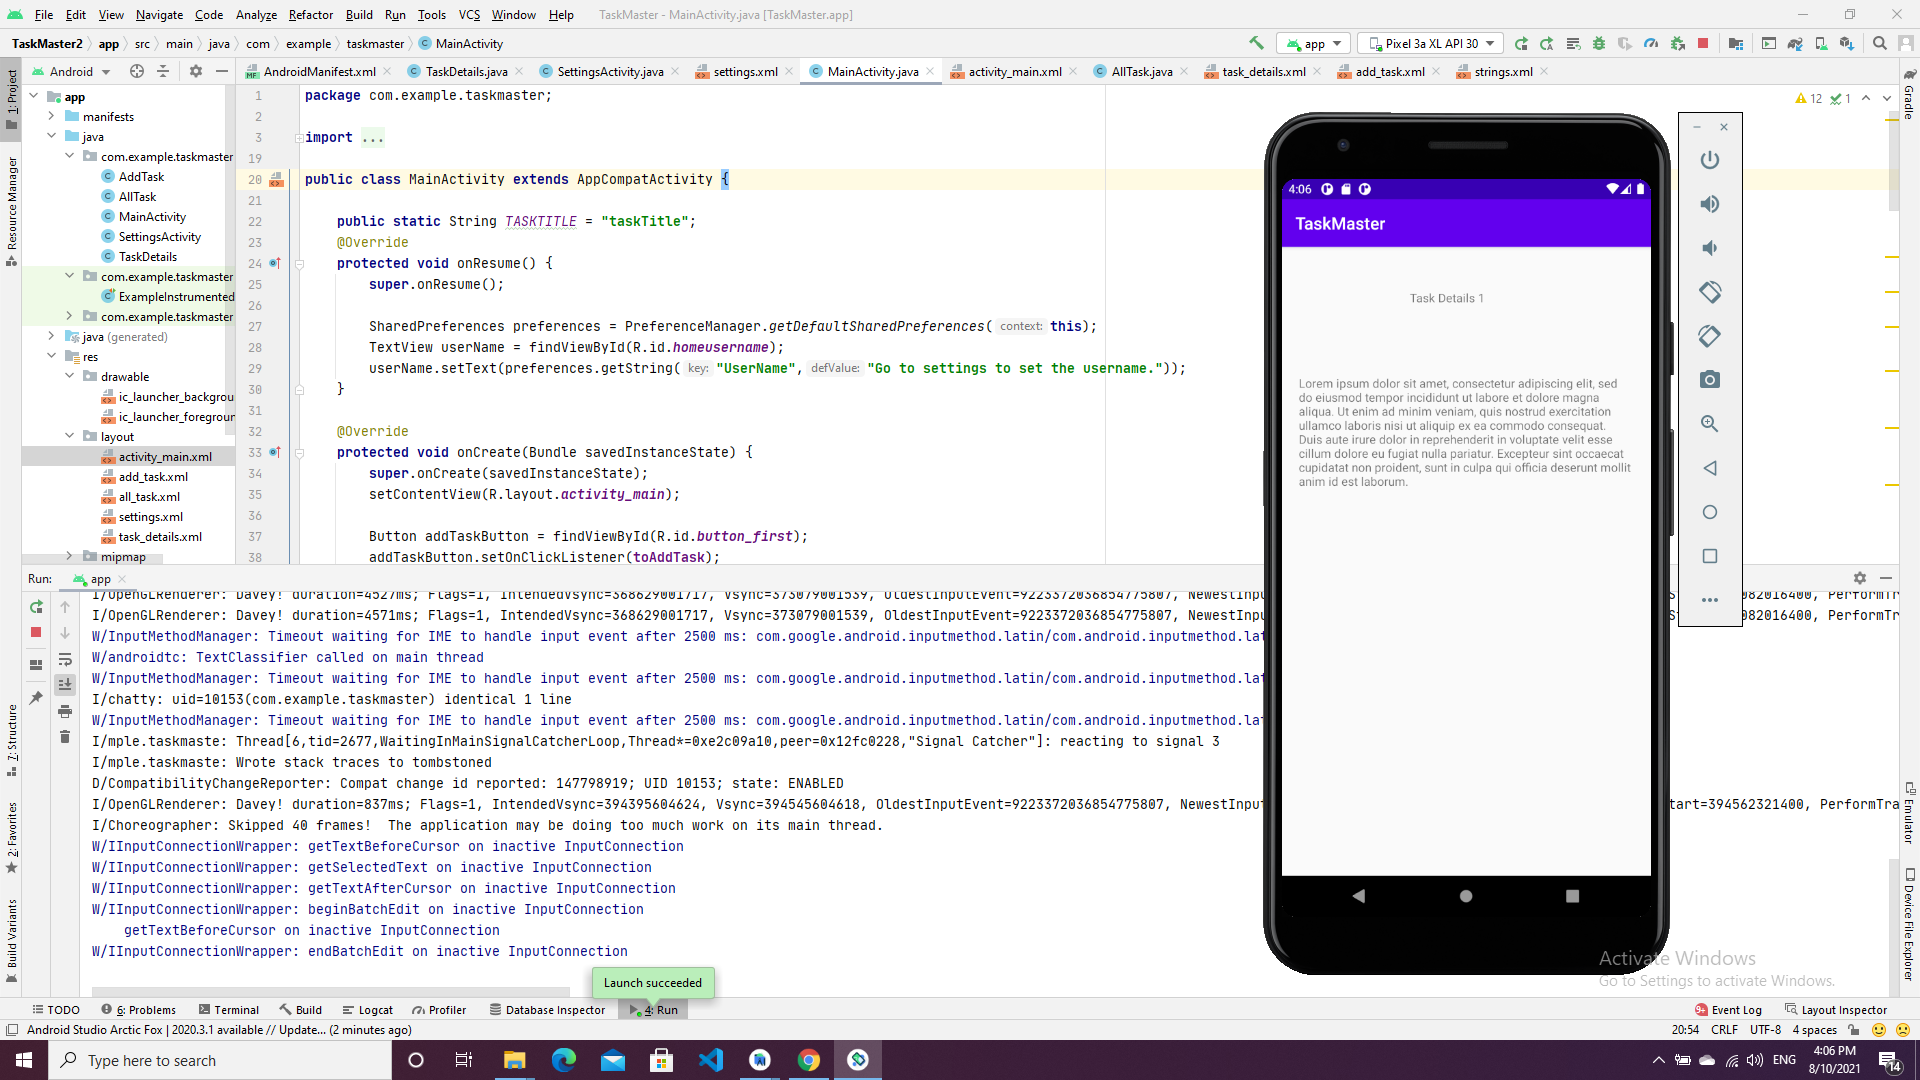 File Edit View Navigate Code Analyze Refactor Build Run Tools VCS Window Help TaskMaster - MainActivity.java [TaskMaster.app]
TaskMaster2 app src main java com example taskmaster MainActivity app Pixel 3a XL API 30
Android AndroidManifest.xml TaskDetails.java SettingsActivity.java settings.xml MainActivity.java activity_main.xml AllTask.java task_details.xml add_task.xml strings.xml
1: Project
Resource Manager
7: Structure
2: Favorites
Build Variants
app
manifests
java
com.example.taskmaster
AddTask
AllTask
MainActivity
SettingsActivity
TaskDetails
com.example.taskmaster
ExampleInstrumented
com.example.taskmaster
java (generated)
res
drawable
ic_launcher_backgrou
ic_launcher_foregroun
layout
activity_main.xml
add_task.xml
all_task.xml
settings.xml
task_details.xml
mipmap
12 1
1 package com.example.taskmaster;
2
3 import ...
19
20 public class MainActivity extends AppCompatActivity {
21
22 public static String TASKTITLE = "taskTitle";
23 @Override
24 protected void onResume() {
25 super.onResume();
26
27 SharedPreferences preferences = PreferenceManager.getDefaultSharedPreferences( context: this);
28 TextView userName = findViewById(R.id.homeusername);
29 userName.setText(preferences.getString( key: "UserName", defValue: "Go to settings to set the username."));
30 }
31
32 @Override
33 protected void onCreate(Bundle savedInstanceState) {
34 super.onCreate(savedInstanceState);
35 setContentView(R.layout.activity_main);
36
37 Button addTaskButton = findViewById(R.id.button_first);
38 addTaskButton.setOnClickListener(toAddTask);
4:06
TaskMaster
Task Details 1
Lorem ipsum dolor sit amet, consectetur adipiscing elit, sed
do eiusmod tempor incididunt ut labore et dolore magna
aliqua. Ut enim ad minim veniam, quis nostrud exercitation
ullamco laboris nisi ut aliquip ex ea commodo consequat.
Duis aute irure dolor in reprehenderit in voluptate velit esse
cillum dolore eu fugiat nulla pariatur. Excepteur sint occaecat
cupidatat non proident, sunt in culpa qui officia deserunt mollit
anim id est laborum.
Gradle
Emulator
Device File Explorer
Run: app
I/OpenGLRenderer: Davey! duration=4527ms; Flags=1, IntendedVsync=368629001717, Vsync=373079001539, OldestInputEvent=9223372036854775807, NewestInpu 082016400, PerformTra
I/OpenGLRenderer: Davey! duration=4571ms; Flags=1, IntendedVsync=368629001717, Vsync=373079001539, OldestInputEvent=9223372036854775807, NewestInpu 082016400, PerformTra
W/InputMethodManager: Timeout waiting for IME to handle input event after 2500 ms: com.google.android.inputmethod.latin/com.android.inputmethod.lat
W/androidtc: TextClassifier called on main thread
W/InputMethodManager: Timeout waiting for IME to handle input event after 2500 ms: com.google.android.inputmethod.latin/com.android.inputmethod.lat
I/chatty: uid=10153(com.example.taskmaster) identical 1 line
W/InputMethodManager: Timeout waiting for IME to handle input event after 2500 ms: com.google.android.inputmethod.latin/com.android.inputmethod.lat
I/mple.taskmaste: Thread[6,tid=2677,WaitingInMainSignalCatcherLoop,Thread*=0xe2c09a10,peer=0x12fc0228,"Signal Catcher"]: reacting to signal 3
I/mple.taskmaste: Wrote stack traces to tombstoned
D/CompatibilityChangeReporter: Compat change id reported: 147798919; UID 10153; state: ENABLED
I/OpenGLRenderer: Davey! duration=837ms; Flags=1, IntendedVsync=394395604624, Vsync=394545604618, OldestInputEvent=9223372036854775807, NewestInput tart=394562321400, PerformTra
I/Choreographer: Skipped 40 frames! The application may be doing too much work on its main thread.
W/IInputConnectionWrapper: getTextBeforeCursor on inactive InputConnection
W/IInputConnectionWrapper: getSelectedText on inactive InputConnection
W/IInputConnectionWrapper: getTextAfterCursor on inactive InputConnection
W/IInputConnectionWrapper: beginBatchEdit on inactive InputConnection
getTextBeforeCursor on inactive InputConnection
W/IInputConnectionWrapper: endBatchEdit on inactive InputConnection
Activate Windows
Go to Settings to activate Windows.
Launch succeeded
TODO 6: Problems Terminal Build Logcat Profiler Database Inspector 4: Run 9+ Event Log Layout Inspector
Android Studio Arctic Fox | 2020.3.1 available // Update... (2 minutes ago) 20:54 CRLF UTF-8 4 spaces
Type here to search ENG 4:06 PM
8/10/2021
14